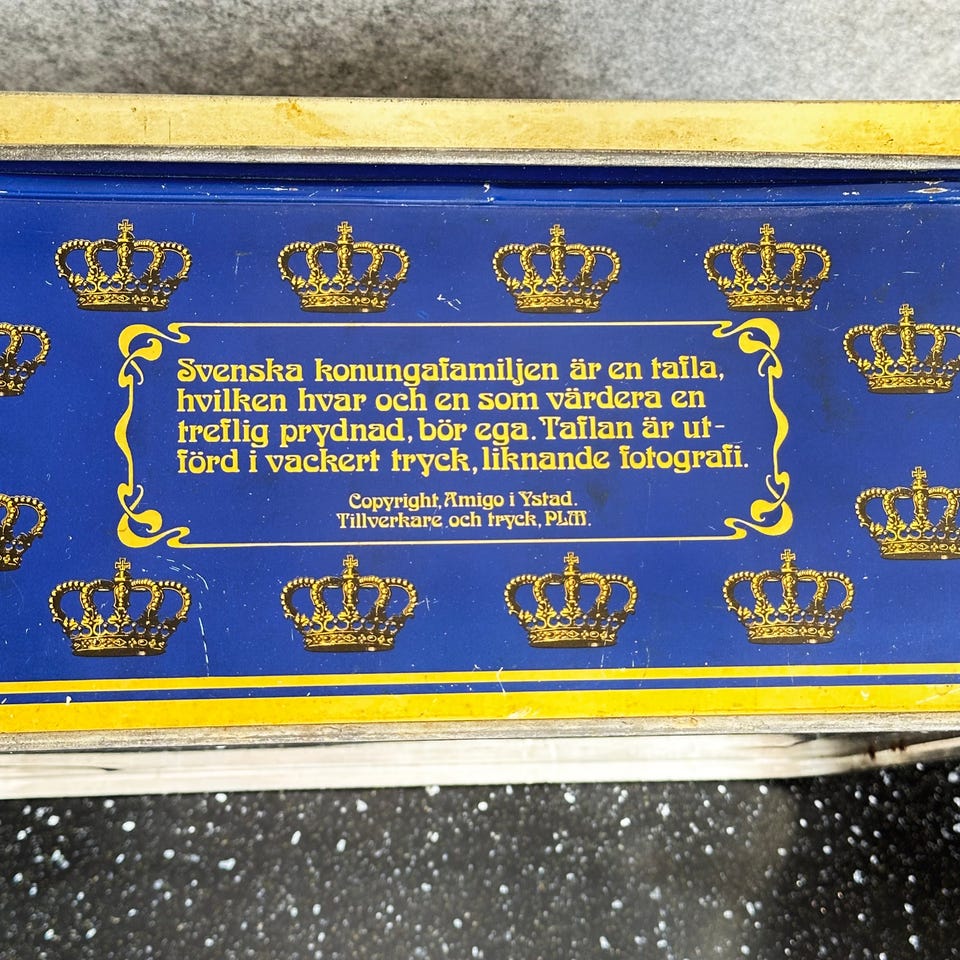 Svenska konungafamiljen är en tafla,
hvilken hvar och en som värdera en
treflig prydnad, bör ega. Taflan är ut-
förd i vackert tryck, liknande fotografi.
Copyright, Amigo i Ystad.
Tillverkare och tryck, PLM.